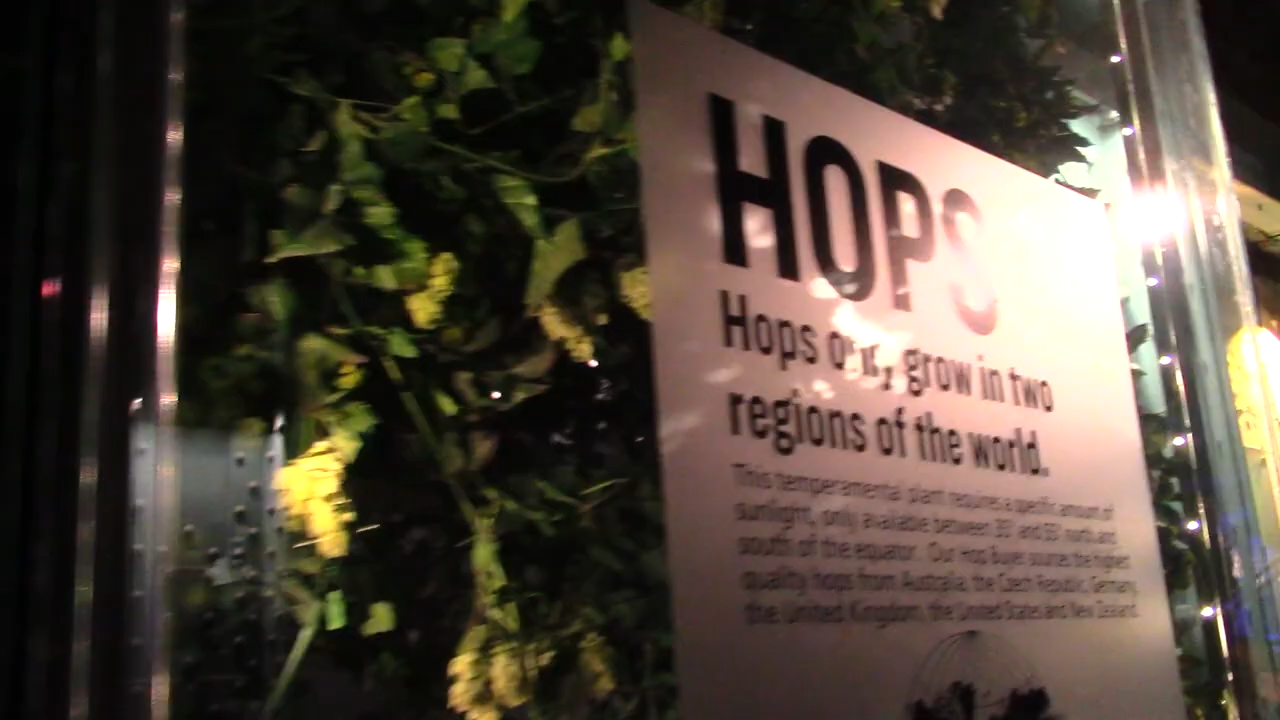 HOPS
Hops only grow in two
regions of the world.
This temperamental plant requires a specific amount of
sunlight, only available between 35° and 55° north and
south of the equator. Our Hop Buyer sources the highest
quality hops from Australia, the Czech Republic, Germany,
the United Kingdom, the United States and New Zealand.